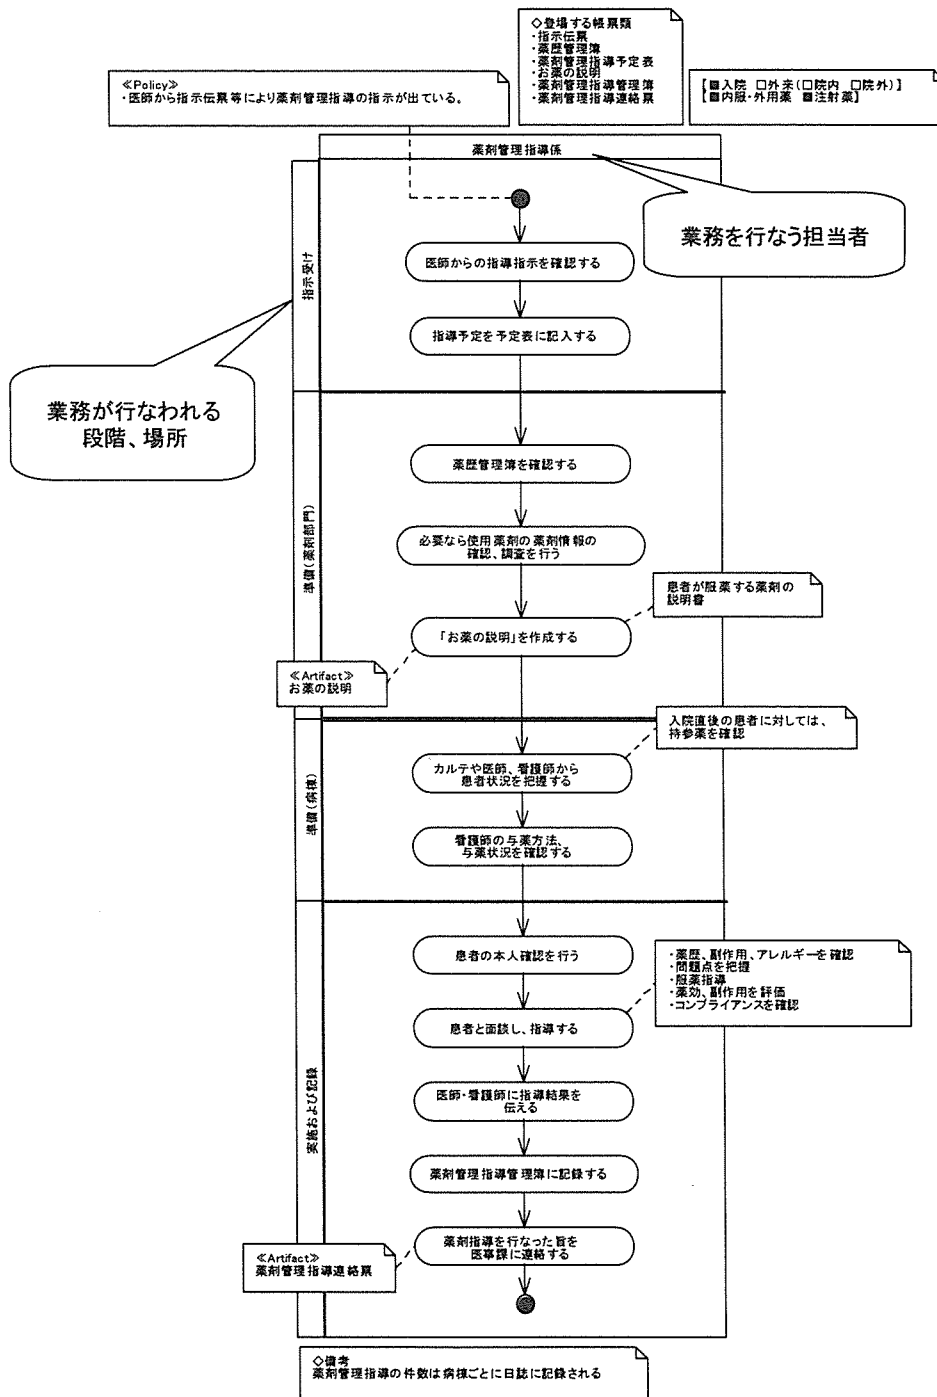 ◇登場する帳票類
・指示伝票
・薬歴管理簿
・薬剤管理指導予定表
・お薬の説明
・薬剤管理指導管理簿
・薬剤管理指導連絡票
≪Policy≫
・医師から指示伝票等により薬剤管理指導の指示が出ている。
【■入院 □外来(□院内 □院外)】
【■内服・外用薬 ■注射薬】
薬剤管理指導係
業務を行なう担当者
指示受け
医師からの指導指示を確認する
指導予定を予定表に記入する
業務が行なわれる
段階、場所
準備(薬剤部門)
薬歴管理簿を確認する
必要なら使用薬剤の薬剤情報の
確認、調査を行う
患者が服薬する薬剤の
説明書
「お薬の説明」を作成する
≪Artifact≫
お薬の説明
準備(病棟)
入院直後の患者に対しては、
持参薬を確認
カルテや医師、看護師から
患者状況を把握する
看護師の与薬方法、
与薬状況を確認する
実施および記録
患者の本人確認を行う
・薬歴、副作用、アレルギーを確認
・問題点を把握
・服薬指導
・薬効、副作用を評価
・コンプライアンスを確認
患者と面談し、指導する
医師・看護師に指導結果を
伝える
薬剤管理指導管理簿に記録する
薬剤指導を行なった旨を
医事課に連絡する
≪Artifact≫
薬剤管理指導連絡票
◇備考
薬剤管理指導の件数は病棟ごとに日誌に記録される